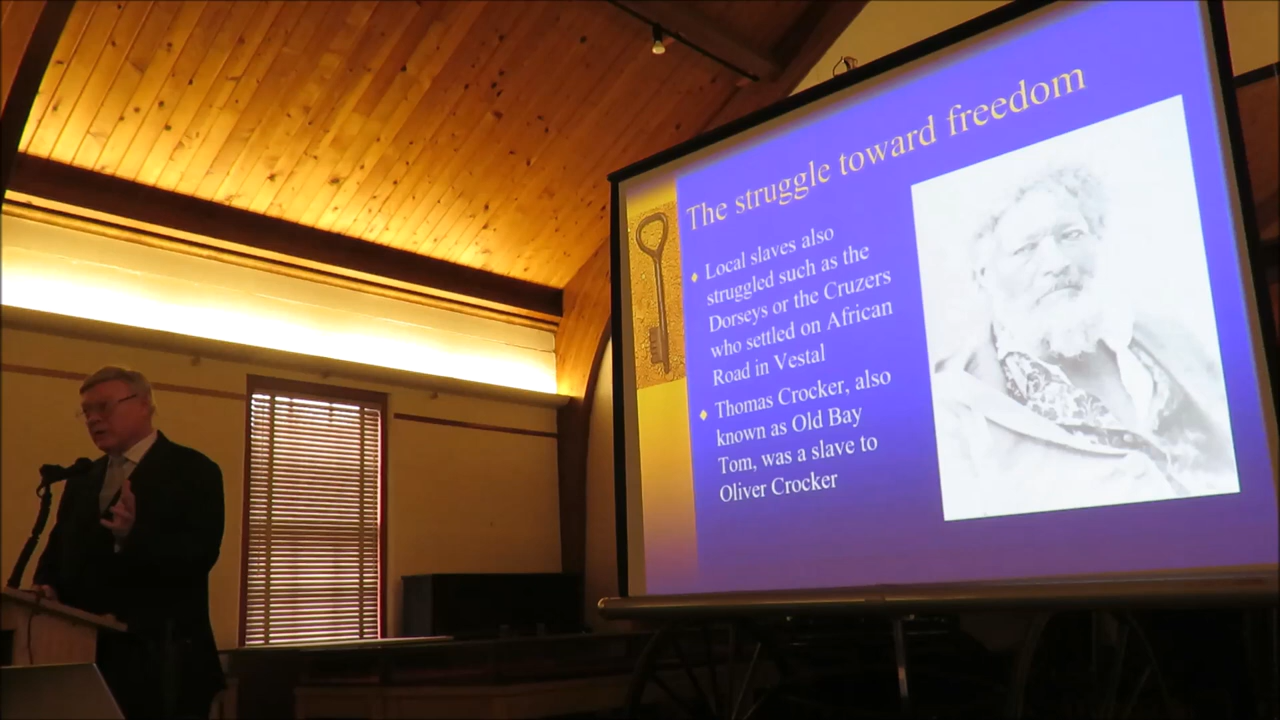 The struggle toward freedom
Local slaves also
struggled such as the
Dorseys or the Cruzers
who settled on African
Road in Vestal
Thomas Crocker, also
known as Old Bay
Tom, was a slave to
Oliver Crocker